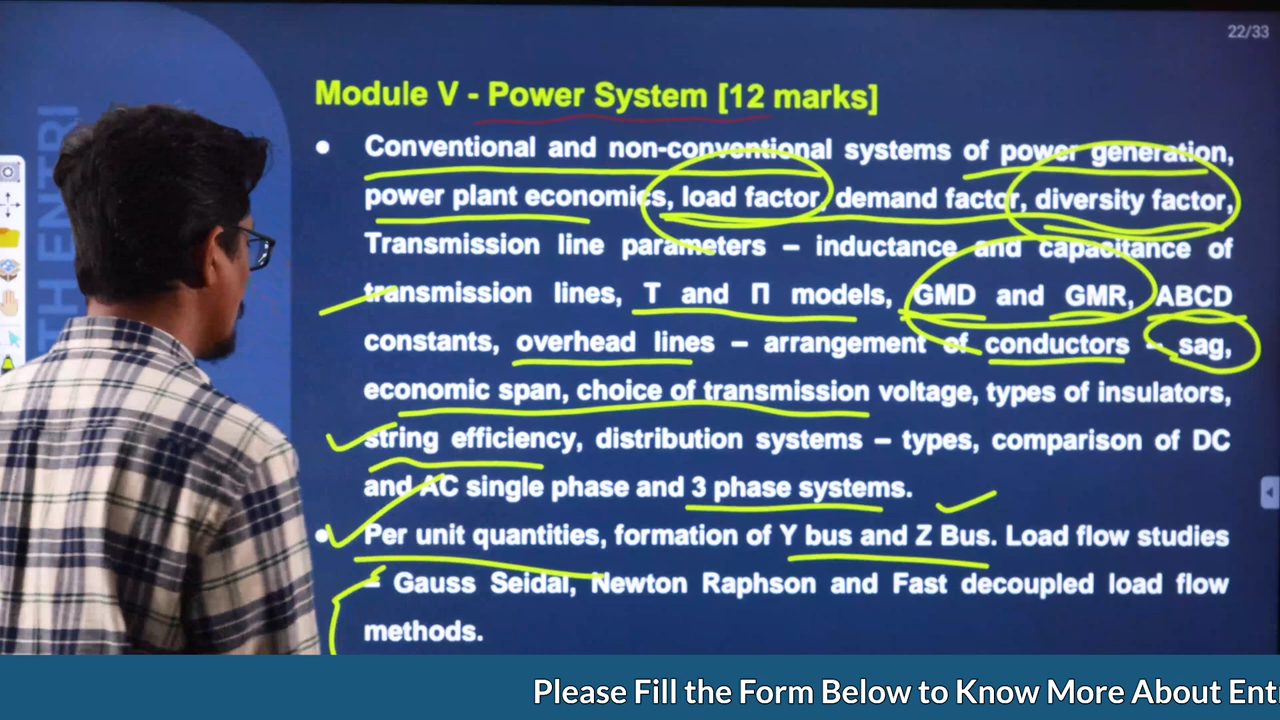 22/33
Module V - Power System [12 marks]
● Conventional and non-conventional systems of power generation,
power plant economics, load factor, demand factor, diversity factor,
Transmission line parameters – inductance and capacitance of
transmission lines, T and Π models, GMD and GMR, ABCD
constants, overhead lines – arrangement of conductors – sag,
economic span, choice of transmission voltage, types of insulators,
string efficiency, distribution systems – types, comparison of DC
and AC single phase and 3 phase systems.
● Per unit quantities, formation of Y bus and Z Bus. Load flow studies
– Gauss Seidal, Newton Raphson and Fast decoupled load flow
methods.
TH ENTRI
Please Fill the Form Below to Know More About Ent